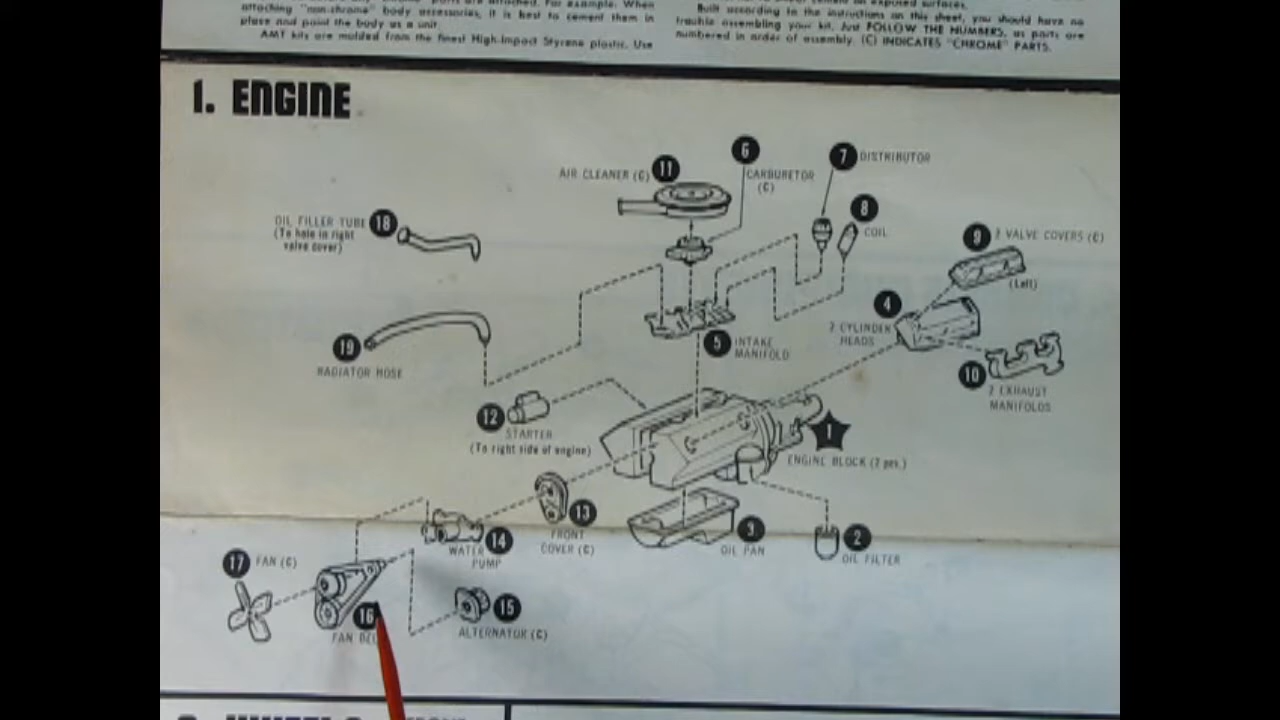 attaching "non-chrome" body accessories, it is best to cement them in
place and paint the body as a unit.
AMT kits are molded from the finest High-Impact Styrene plastic. Use
Built according to the instructions on this sheet, you should have no
trouble assembling your kit. Just FOLLOW THE NUMBERS, as parts are
numbered in order of assembly. (C) INDICATES "CHROME" PARTS.
1. ENGINE
AIR CLEANER (C) 11
6
CARBURETOR
(C)
7 DISTRIBUTOR
8
COIL
9 2 VALVE COVERS (C)
(Left)
OIL FILLER TUBE 18
(To hole in right
valve cover)
4
2 CYLINDER
HEADS
5 INTAKE
MANIFOLD
10
2 EXHAUST
MANIFOLDS
19
RADIATOR HOSE
12
STARTER
(To right side of engine)
1
ENGINE BLOCK (2 pcs.)
13
FRONT
COVER (C)
14
WATER
PUMP
3
OIL PAN
2
OIL FILTER
17 FAN (C)
16
FAN
15
ALTERNATOR (C)